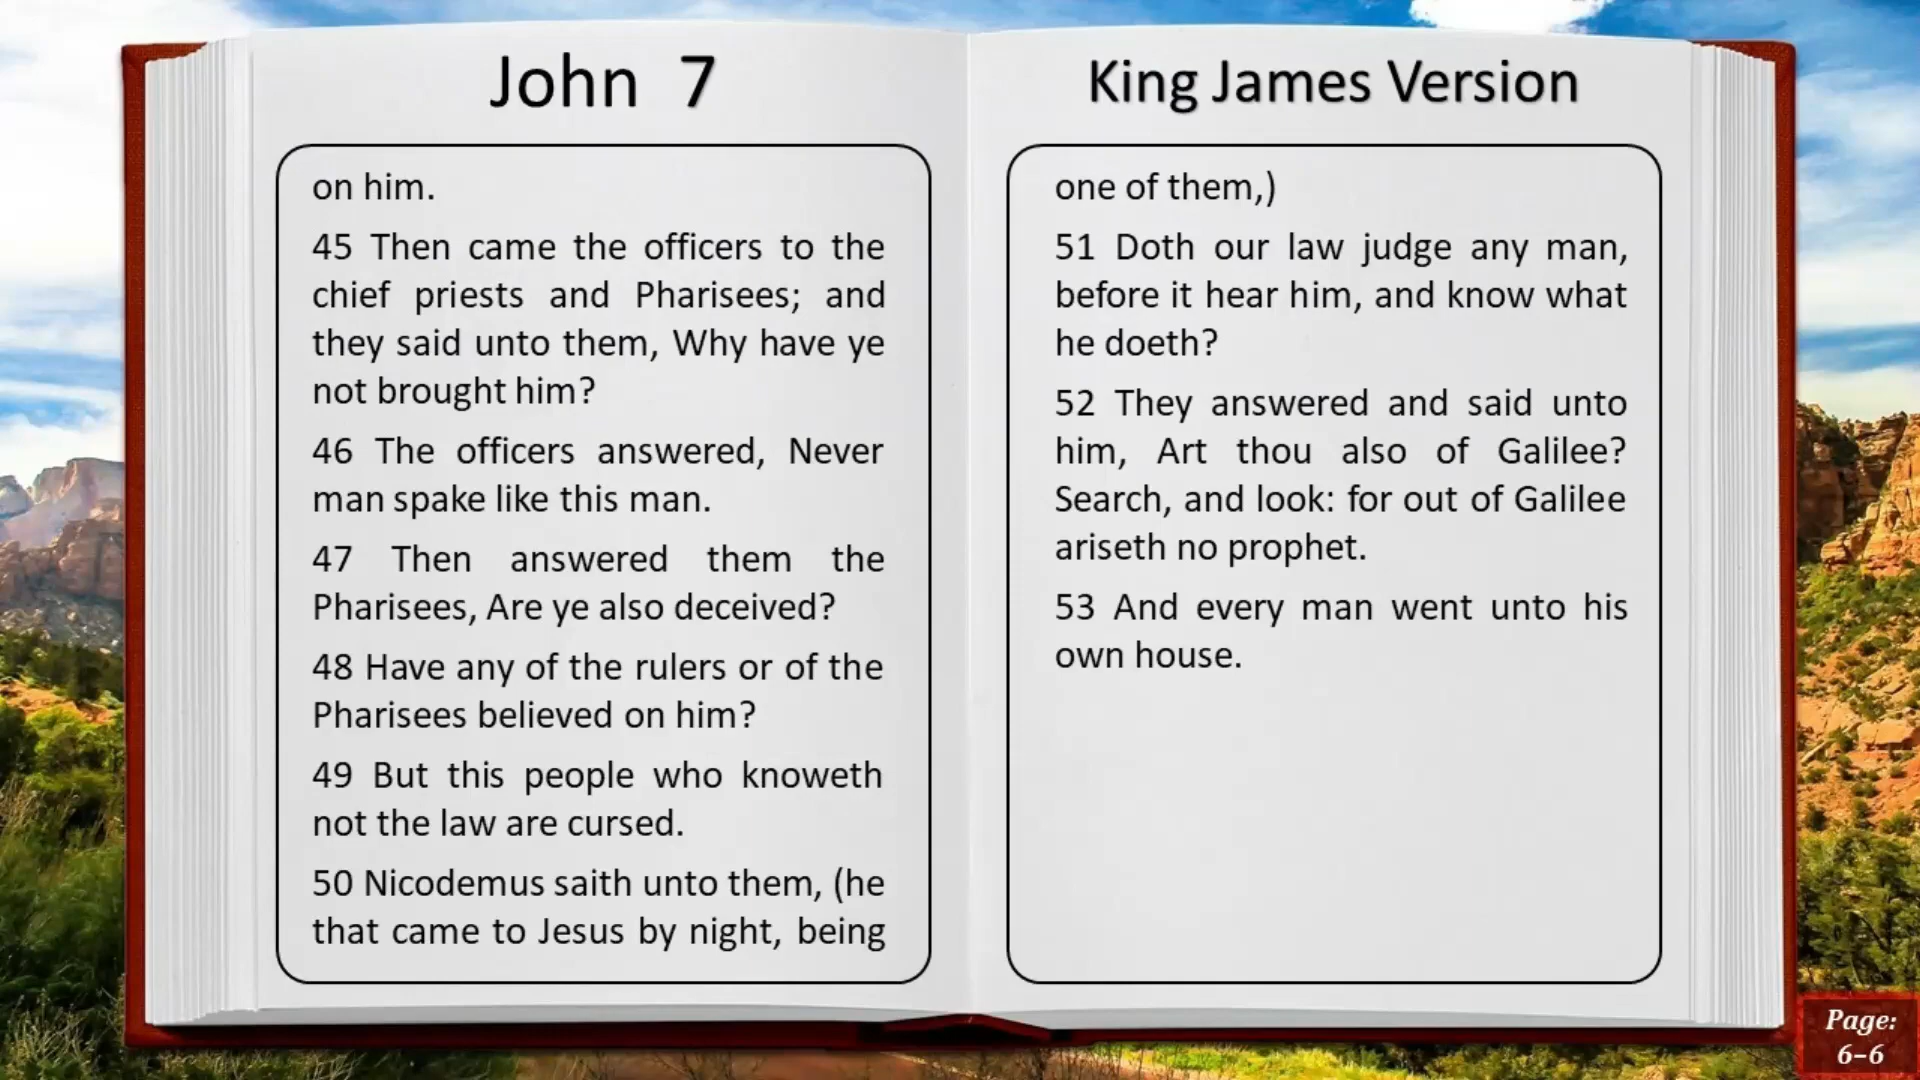 John 7
on him.
45 Then came the officers to the
chief priests and Pharisees; and
they said unto them, Why have ye
not brought him?
46 The officers answered, Never
man spake like this man.
47 Then answered them the
Pharisees, Are ye also deceived?
48 Have any of the rulers or of the
Pharisees believed on him?
49 But this people who knoweth
not the law are cursed.
50 Nicodemus saith unto them, (he
that came to Jesus by night, being
King James Version
one of them,)
51 Doth our law judge any man,
before it hear him, and know what
he doeth?
52 They answered and said unto
him, Art thou also of Galilee?
Search, and look: for out of Galilee
ariseth no prophet.
53 And every man went unto his
own house.
Page:
6–6